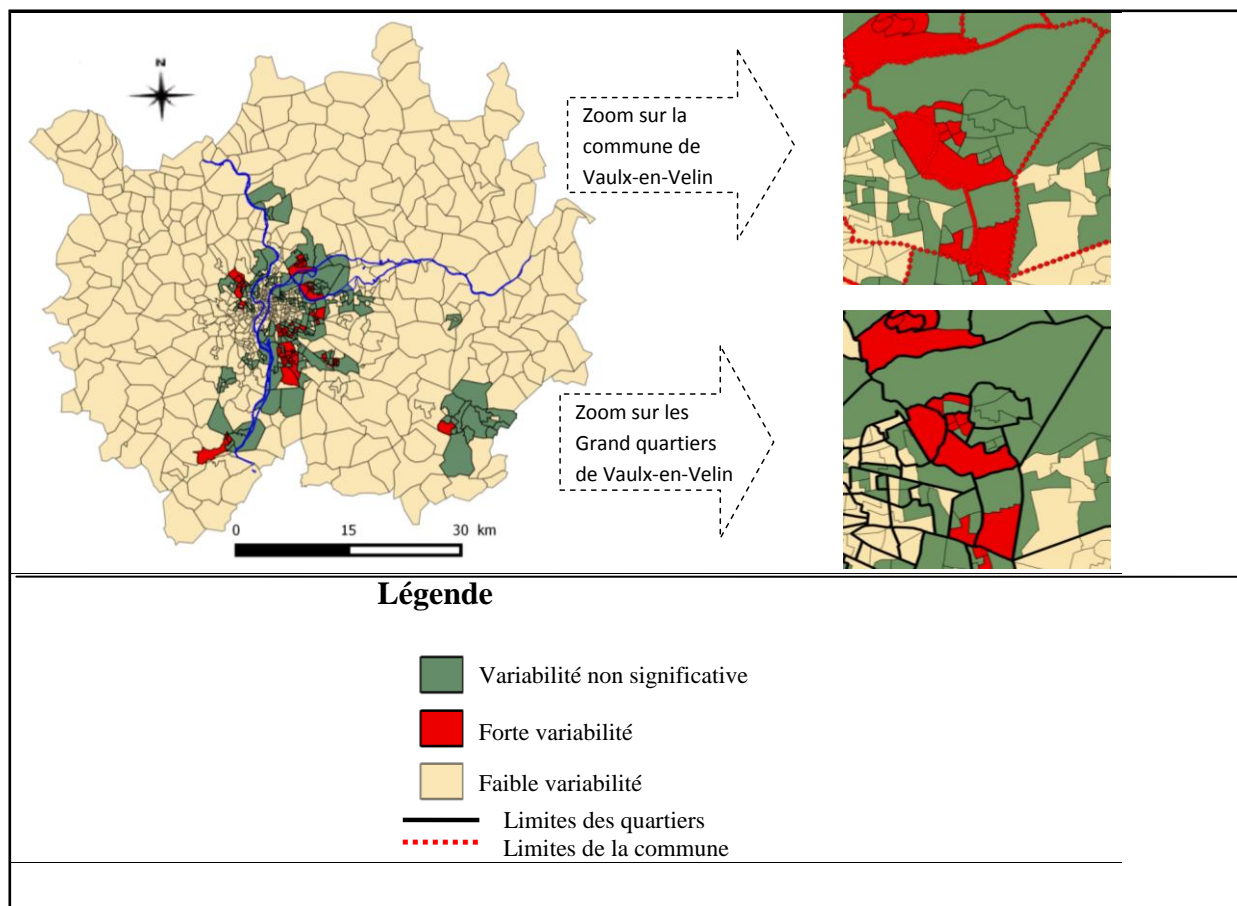 N
Zoom sur la
commune de
Vaulx-en-Velin
Zoom sur les
Grand quartiers
de Vaulx-en-Velin
0 15 30 km
Légende
Variabilité non significative
Forte variabilité
Faible variabilité
Limites des quartiers
Limites de la commune